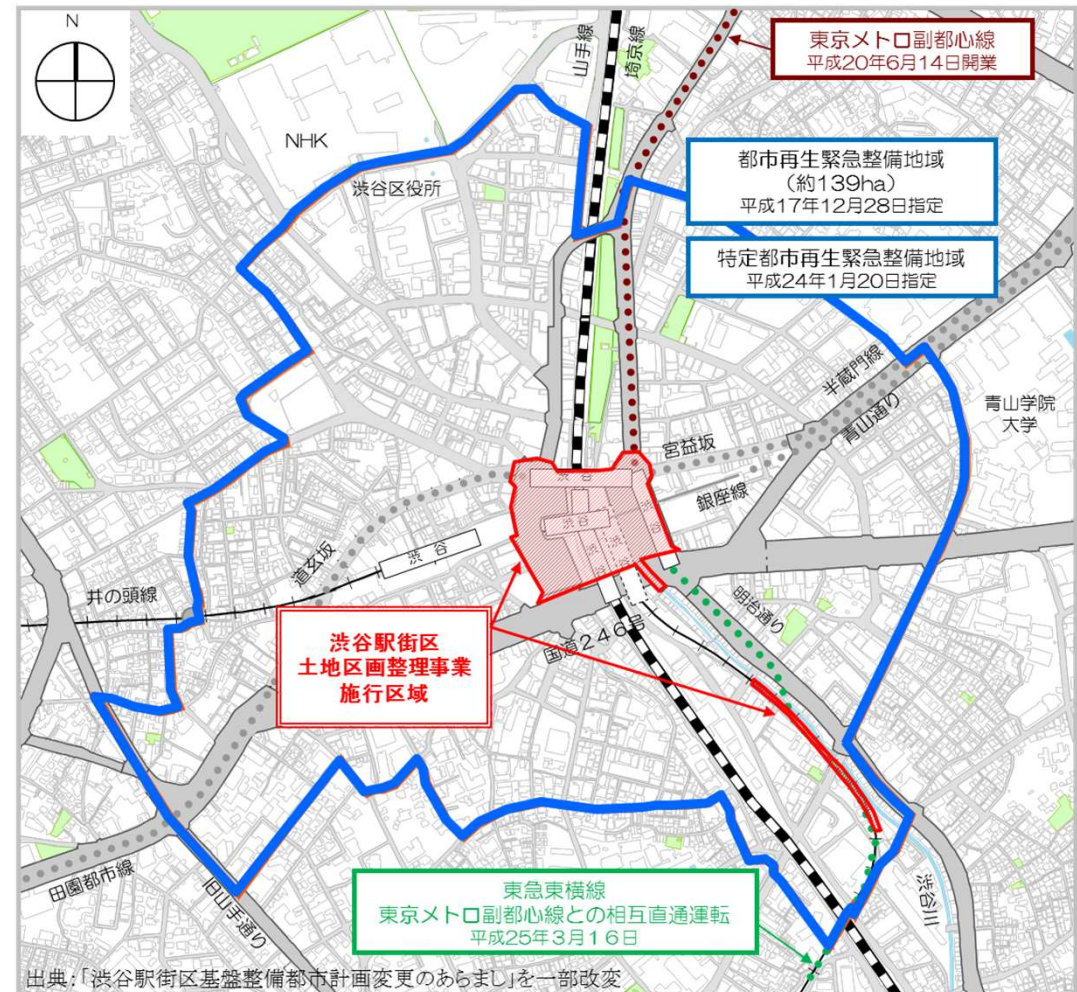 N
山手線
埼京線
東京メトロ副都心線
平成20年6月14日開業
NHK
渋谷区役所
都市再生緊急整備地域
（約139ha）
平成17年12月28日指定
特定都市再生緊急整備地域
平成24年1月20日指定
半蔵門線
青山通り
青山学院
大学
宮益坂
銀座線
渋谷
渋谷
渋谷
渋谷
渋谷
渋谷
道玄坂
井の頭線
明治通り
国道246号
渋谷駅街区
土地区画整理事業
施行区域
田園都市線
旧山手通り
渋谷川
東急東横線
東京メトロ副都心線との相互直通運転
平成25年3月16日
出典:「渋谷駅街区基盤整備都市計画変更のあらまし」を一部改変